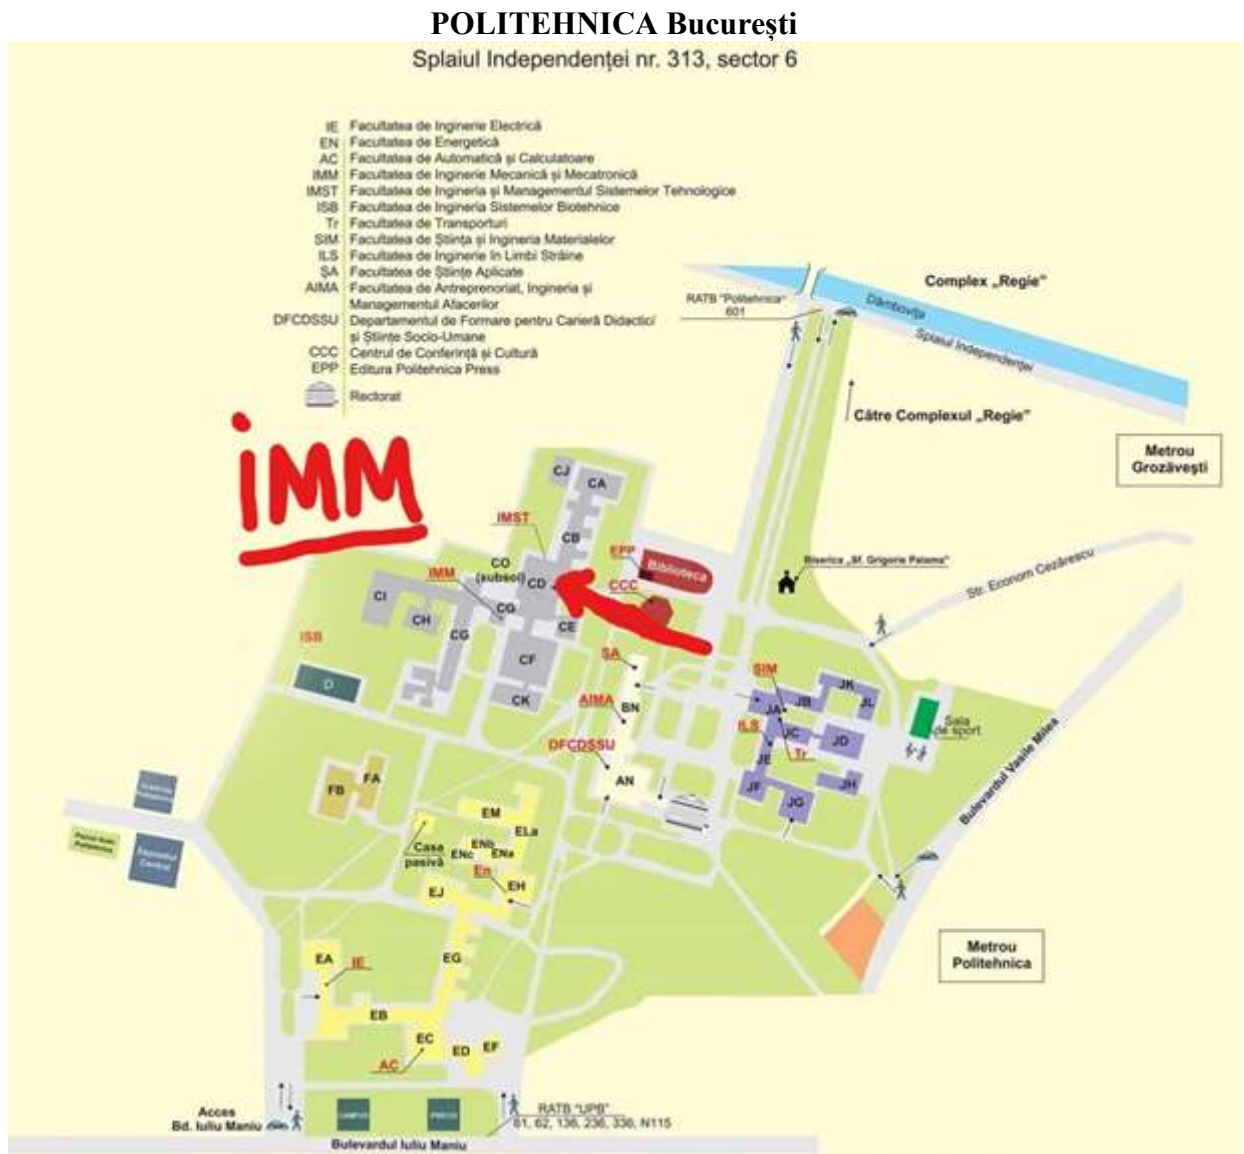 POLITEHNICA București
Splaiul Independenței nr. 313, sector 6
IE Facultatea de Inginerie Electrică
EN Facultatea de Energetică
AC Facultatea de Automatică și Calculatoare
IMM Facultatea de Inginerie Mecanică și Mecatronică
IMST Facultatea de Ingineria și Managementul Sistemelor Tehnologice
ISB Facultatea de Ingineria Sistemelor Biotehnice
Tr Facultatea de Transporturi
SIM Facultatea de Știința și Ingineria Materialelor
ILS Facultatea de Inginerie în Limbi Străine
ȘA Facultatea de Științe Aplicate
AIMA Facultatea de Antreprenoriat, Ingineria și
Managementul Afacerilor
DFCDSSU Departamentul de Formare pentru Carieră Didactici
și Științe Socio-Umane
CCC Centrul de Conferință și Cultură
EPP Editura Politehnica Press
Rectorat
Complex „Regie”
RATB "Politehnica"
601
Dâmbovița
Splaiul Independenței
Către Complexul „Regie”
Metrou
Grozăvești
iMM
CJ
CA
IMST
CB
CO
(subsol)
CD
EPP
Biblioteca
CCC
Biserica „Sf. Grigorie Palama”
Str. Econom Cezărescu
IMM
CI
CH
CG
CG
CE
ISB
CF
CK
D
SA
SIM
JK
JL
AIMA
BN
JA
JB
ILS
JC
JD
Sala
de sport
DFCDSSU
JE
Tr
AN
JF
JG
JH
Bulevardul Vasile Milea
FA
FB
EM
ELa
Casa
pasivă
ENb
ENc
ENa
En
EJ
EH
Expozitul
Central
EA
IE
EG
Metrou
Politehnica
EB
EC
ED
EF
AC
Acces
Bd. Iuliu Maniu
RATB "UPB"
61, 62, 136, 236, 336, N115
Bulevardul Iuliu Maniu